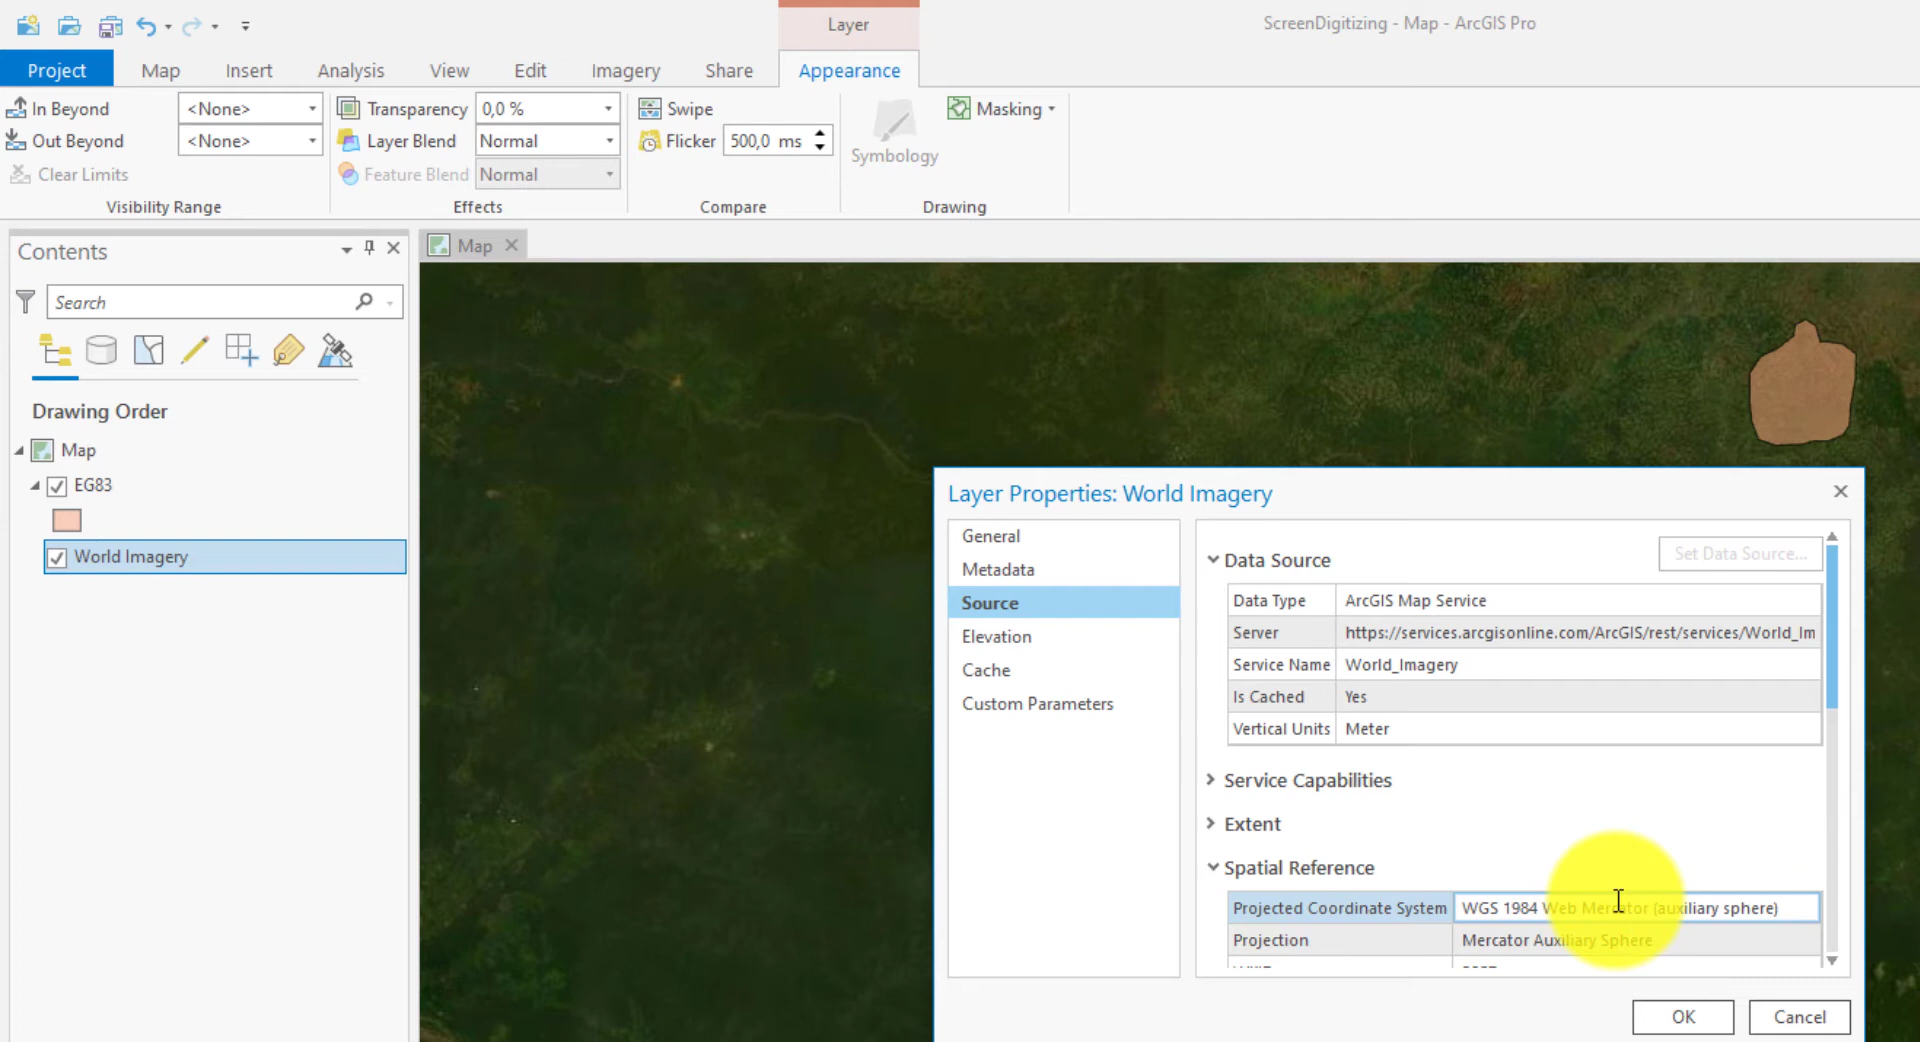 Layer
ScreenDigitizing - Map - ArcGIS Pro
Project Map Insert Analysis View Edit Imagery Share Appearance
In Beyond <None> Transparency 0,0 % Swipe Masking
Out Beyond <None> Layer Blend Normal Flicker 500,0 ms Symbology
Clear Limits Feature Blend Normal
Visibility Range Effects Compare Drawing
Contents
Map
Search
Drawing Order
Map
EG83
World Imagery
Layer Properties: World Imagery
General
Metadata
Source
Elevation
Cache
Custom Parameters
Data Source Set Data Source...
Data Type ArcGIS Map Service
Server https://services.arcgisonline.com/ArcGIS/rest/services/World_Im
Service Name World_Imagery
Is Cached Yes
Vertical Units Meter
Service Capabilities
Extent
Spatial Reference
Projected Coordinate System WGS 1984 Web Mercator (auxiliary sphere)
Projection Mercator Auxiliary Sphere
OK Cancel